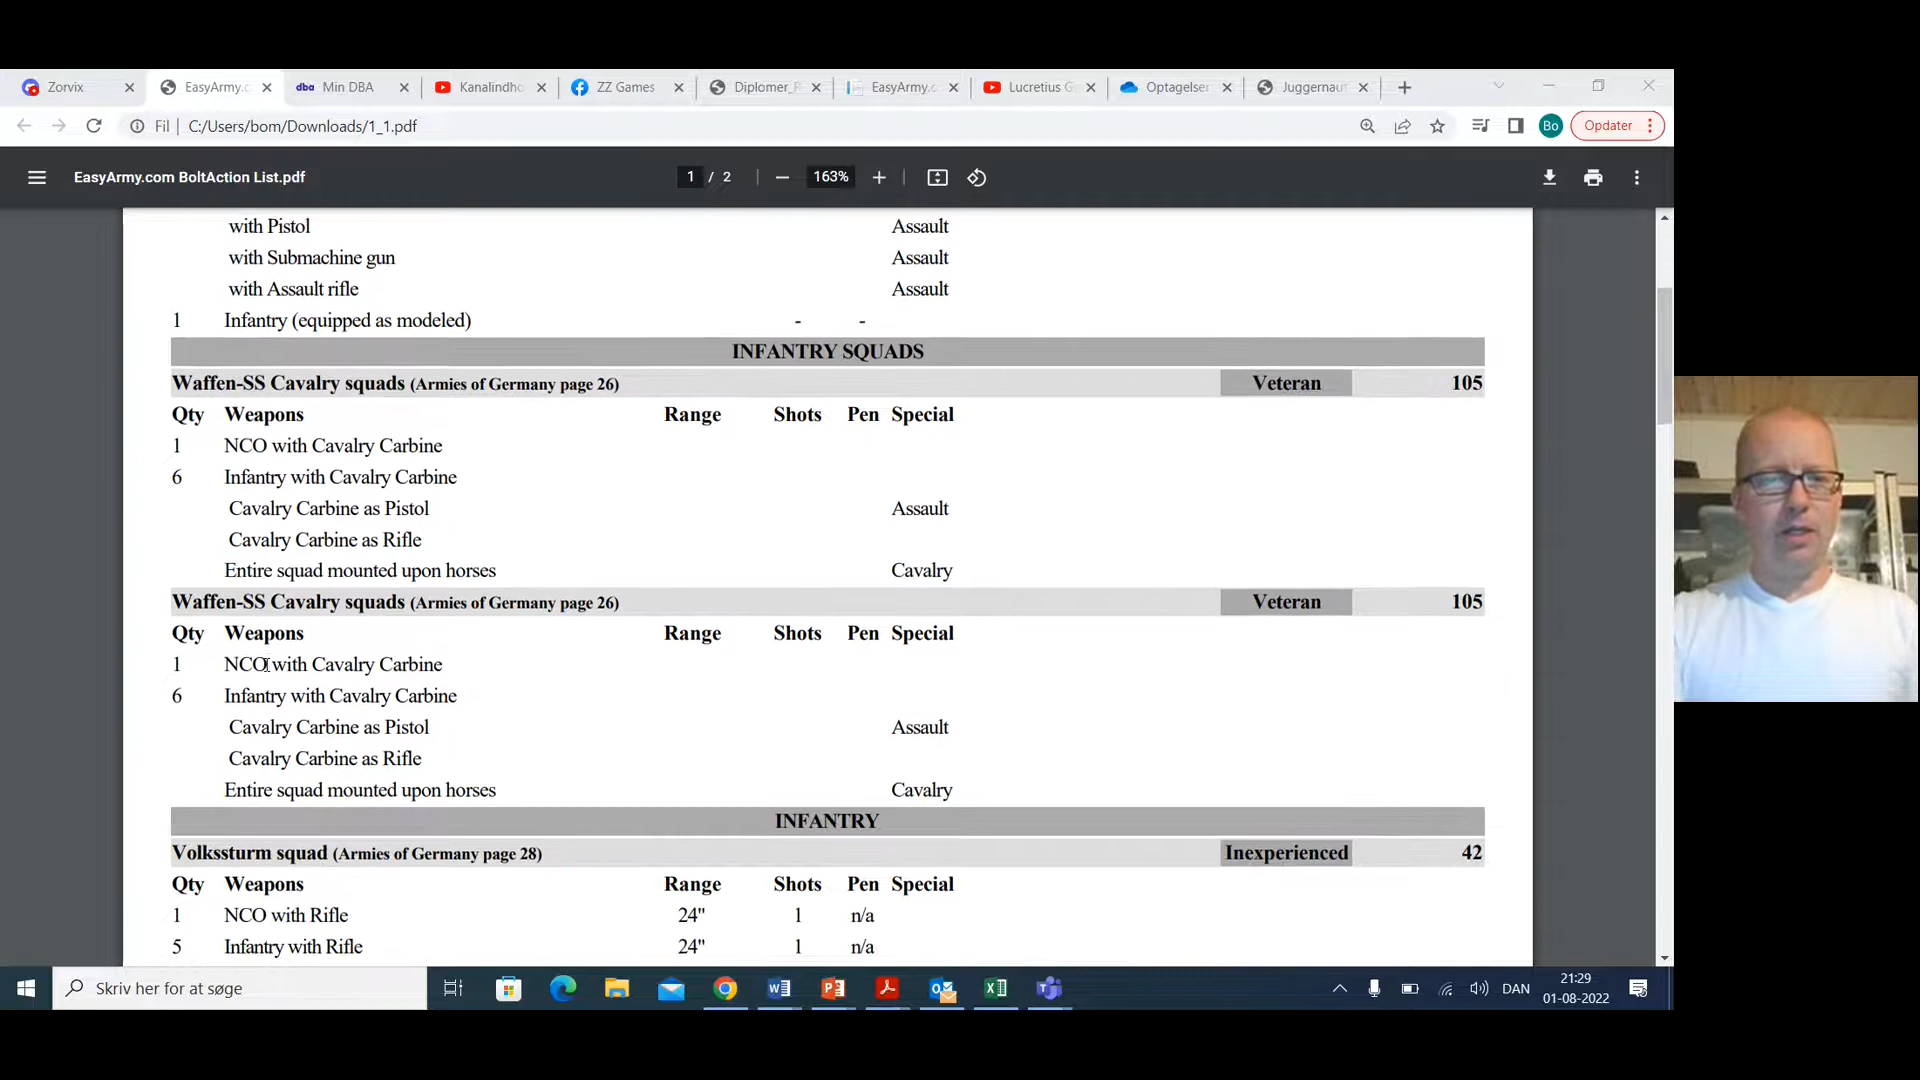 Zorvix EasyArmy.c Min DBA Kanalindho ZZ Games Diplomer_R EasyArmy.c Lucretius G Optagelser Juggernaut
Fil C:/Users/bom/Downloads/1_1.pdf Bo Opdater
EasyArmy.com BoltAction List.pdf 1 / 2 163%
with Pistol Assault
with Submachine gun Assault
with Assault rifle Assault
1 Infantry (equipped as modeled) - -
INFANTRY SQUADS
Waffen-SS Cavalry squads (Armies of Germany page 26) Veteran 105
Qty Weapons Range Shots Pen Special
1 NCO with Cavalry Carbine
6 Infantry with Cavalry Carbine
Cavalry Carbine as Pistol Assault
Cavalry Carbine as Rifle
Entire squad mounted upon horses Cavalry
Waffen-SS Cavalry squads (Armies of Germany page 26) Veteran 105
Qty Weapons Range Shots Pen Special
1 NCO with Cavalry Carbine
6 Infantry with Cavalry Carbine
Cavalry Carbine as Pistol Assault
Cavalry Carbine as Rifle
Entire squad mounted upon horses Cavalry
INFANTRY
Volkssturm squad (Armies of Germany page 28) Inexperienced 42
Qty Weapons Range Shots Pen Special
1 NCO with Rifle 24" 1 n/a
5 Infantry with Rifle 24" 1 n/a
Skriv her for at søge DAN 21:29
01-08-2022